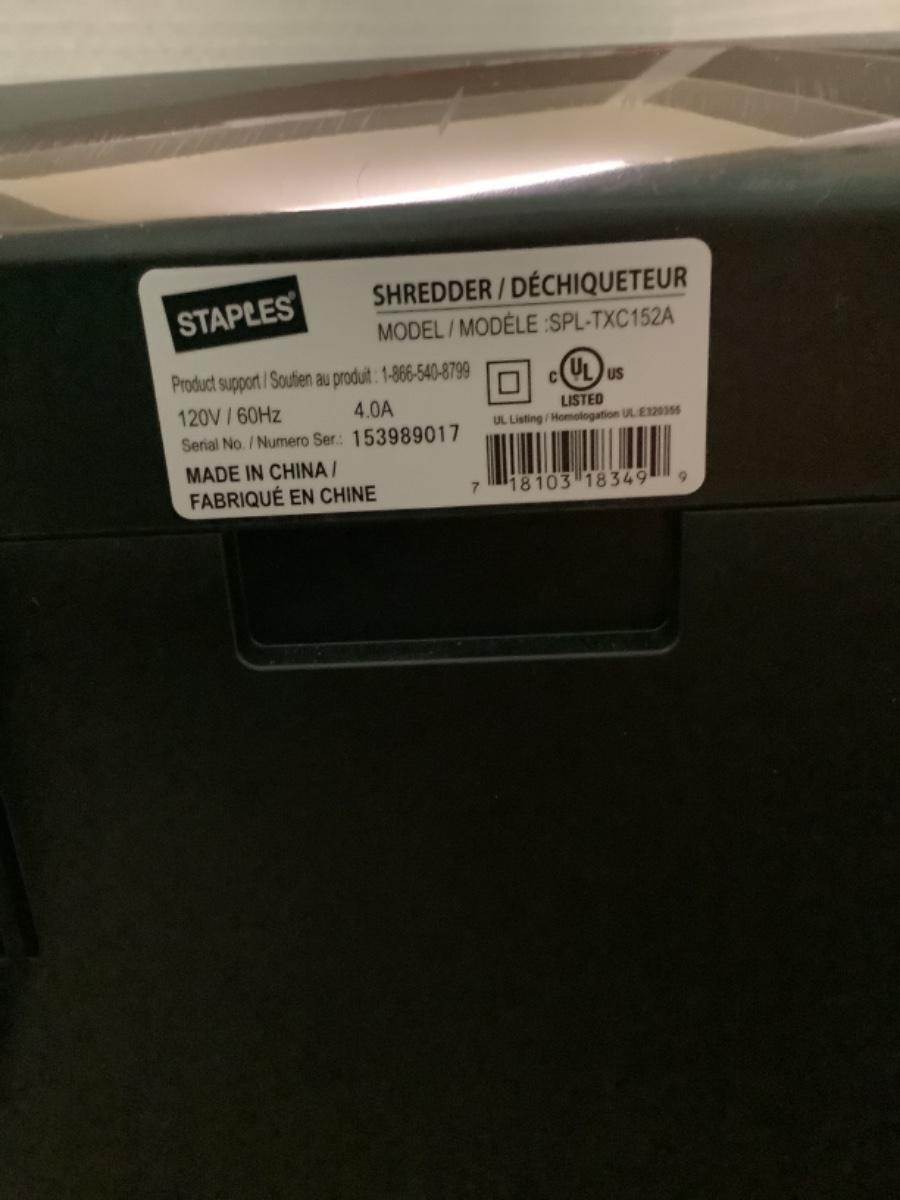 STAPLES®
SHREDDER / DÉCHIQUETEUR
MODEL / MODÈLE :SPL-TXC152A
Product support / Soutien au produit : 1-866-540-8799
120V / 60Hz 4.0A
C UL US
LISTED
UL Listing / Homologation UL:E320355
Serial No. / Numero Ser.: 153989017
MADE IN CHINA /
FABRIQUÉ EN CHINE
7 18103 18349 9